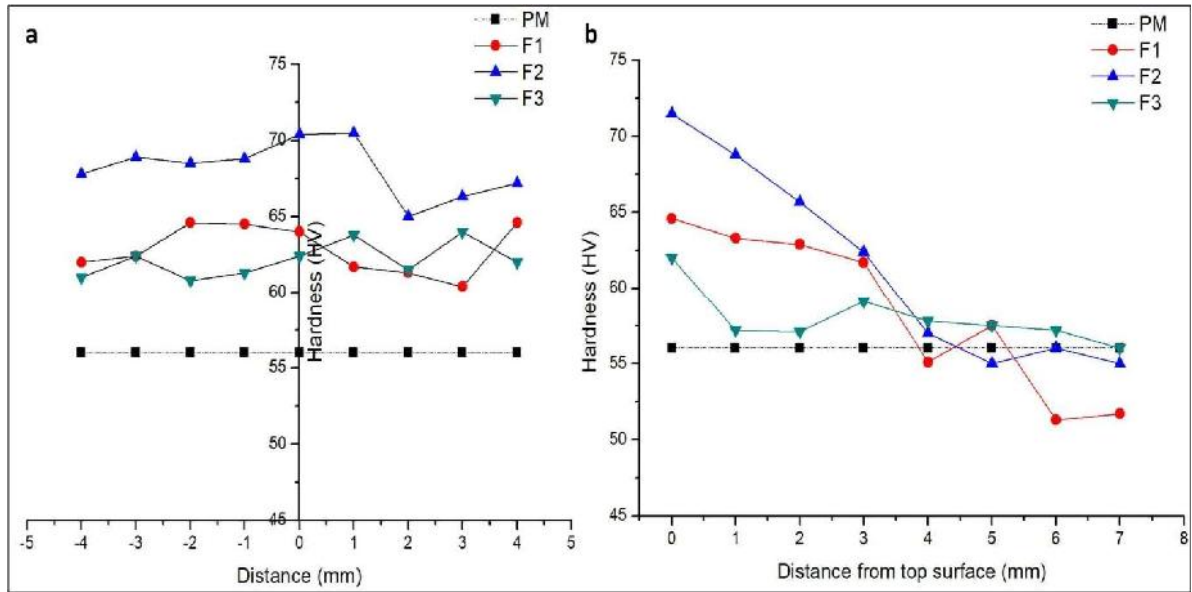 a
PM
F1
F2
F3
75
70
65
60
55
50
45
Hardness (HV)
-5 -4 -3 -2 -1 0 1 2 3 4 5
Distance (mm)
b
PM
F1
F2
F3
75
70
65
60
55
50
45
Hardness (HV)
0 1 2 3 4 5 6 7 8
Distance from top surface (mm)